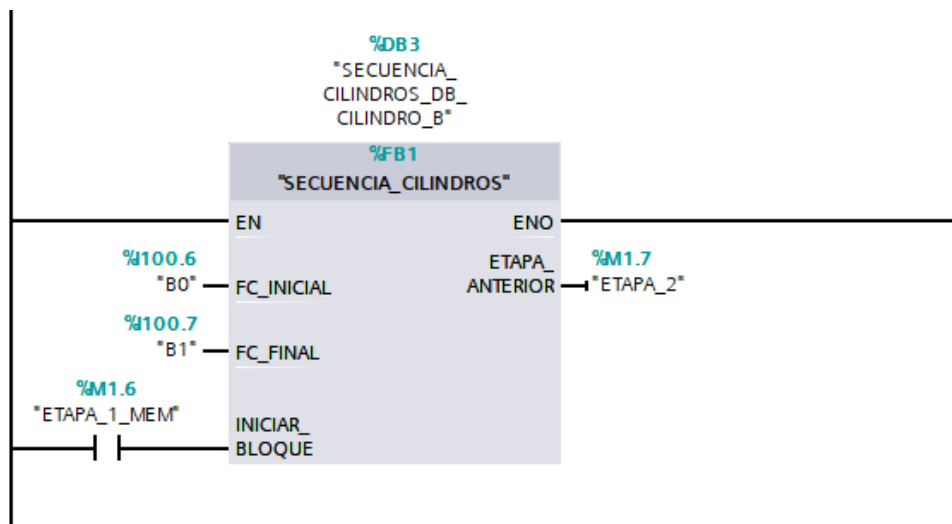 %DB3
"SECUENCIA_
CILINDROS_DB_
CILINDRO_B"
%FB1
"SECUENCIA_CILINDROS"
EN
ENO
%I100.6
"B0"
FC_INICIAL
ETAPA_
ANTERIOR
%M1.7
"ETAPA_2"
%I100.7
"B1"
FC_FINAL
%M1.6
"ETAPA_1_MEM"
INICIAR_
BLOQUE